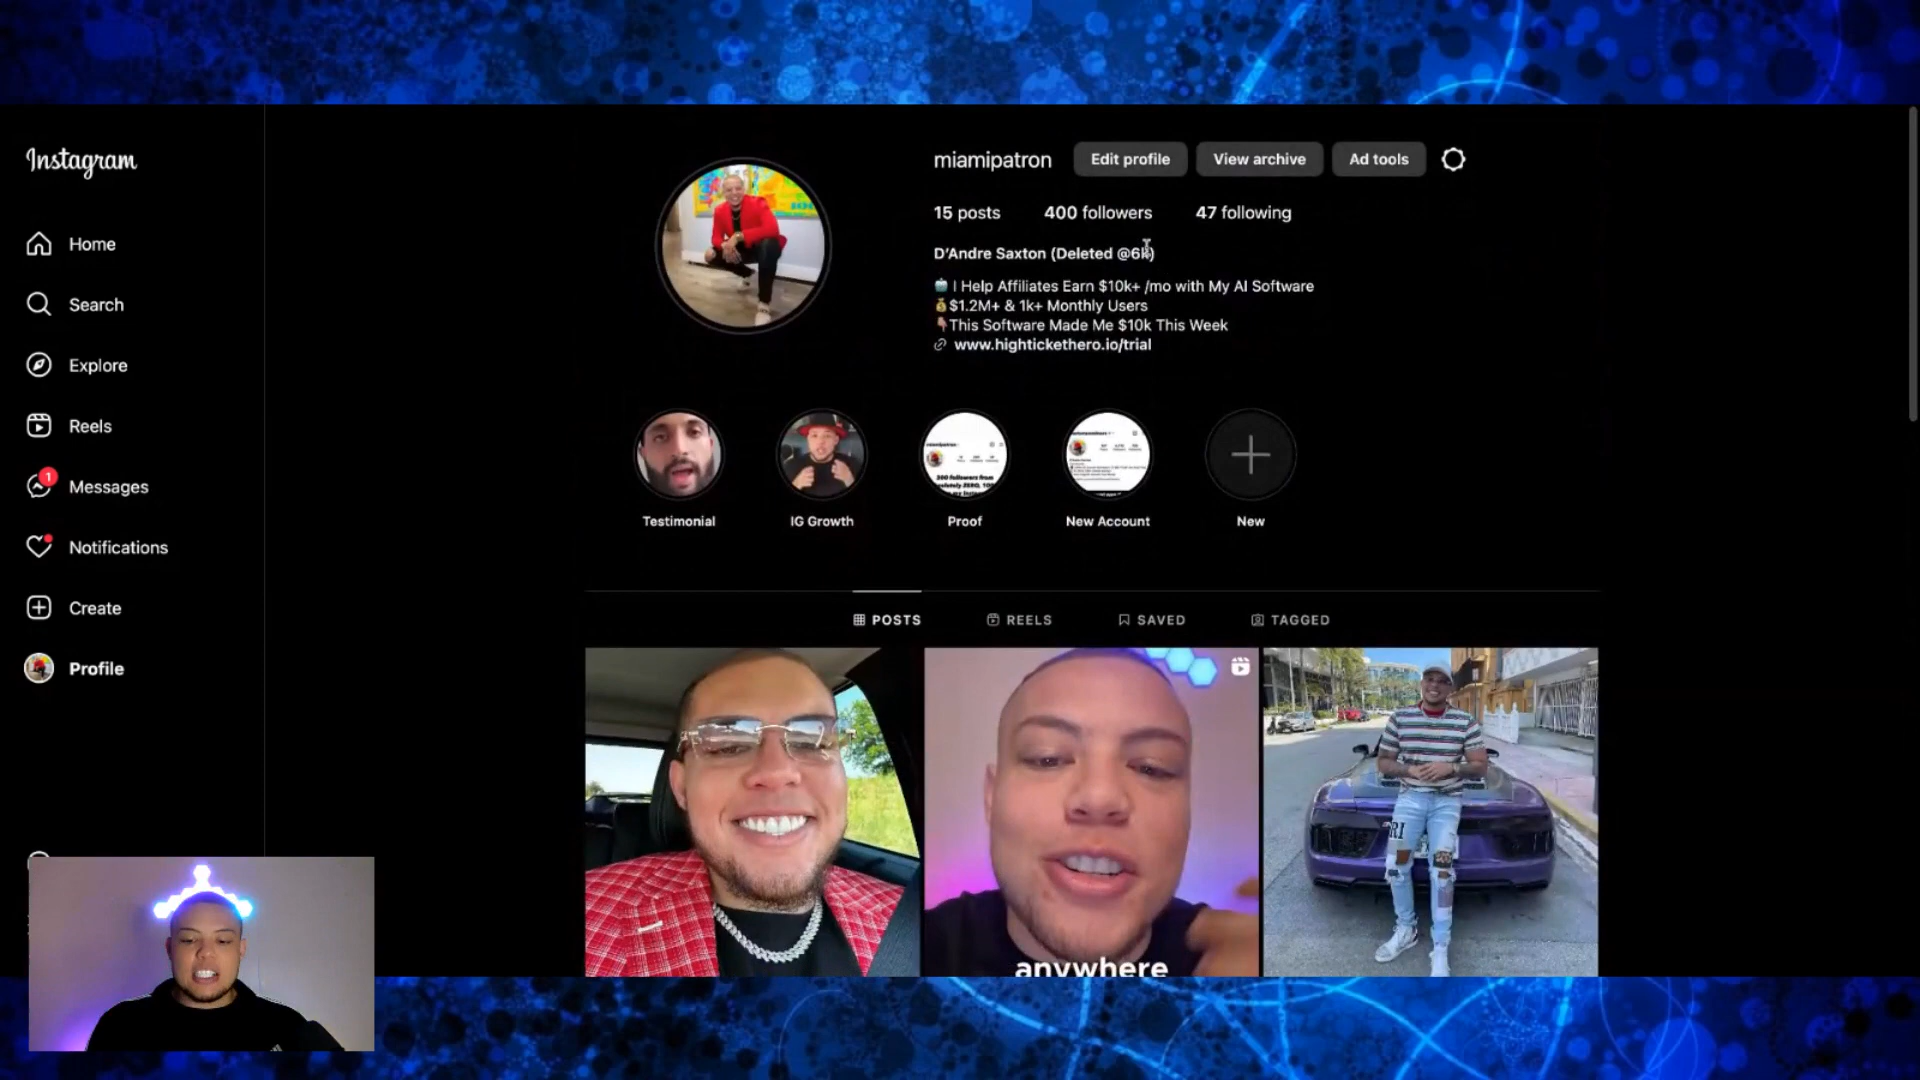 Instagram
Home
Search
Explore
Reels
1
Messages
Notifications
Create
Profile
miamipatron
Edit profile
View archive
Ad tools
15 posts
400 followers
47 following
D'Andre Saxton (Deleted @6k)
🤖 I Help Affiliates Earn $10k+ /mo with My AI Software
💰$1.2M+ & 1k+ Monthly Users
👇🏽This Software Made Me $10k This Week
www.hightickethero.io/trial
Testimonial
IG Growth
Proof
New Account
New
POSTS
REELS
SAVED
TAGGED
anywhere